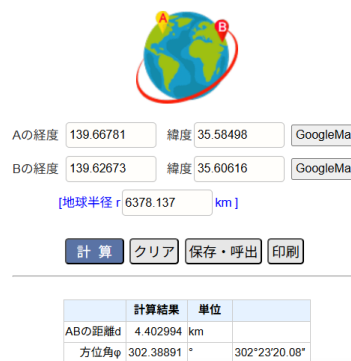 A B
Aの経度 139.66781 緯度 35.58498 GoogleMa
Bの経度 139.62673 緯度 35.60616 GoogleMa
[地球半径 r 6378.137 km ]
計 算 クリア 保存・呼出 印刷
計算結果 単位
ABの距離d 4.402994 km
方位角φ 302.38891 ° 302°23′20.08″